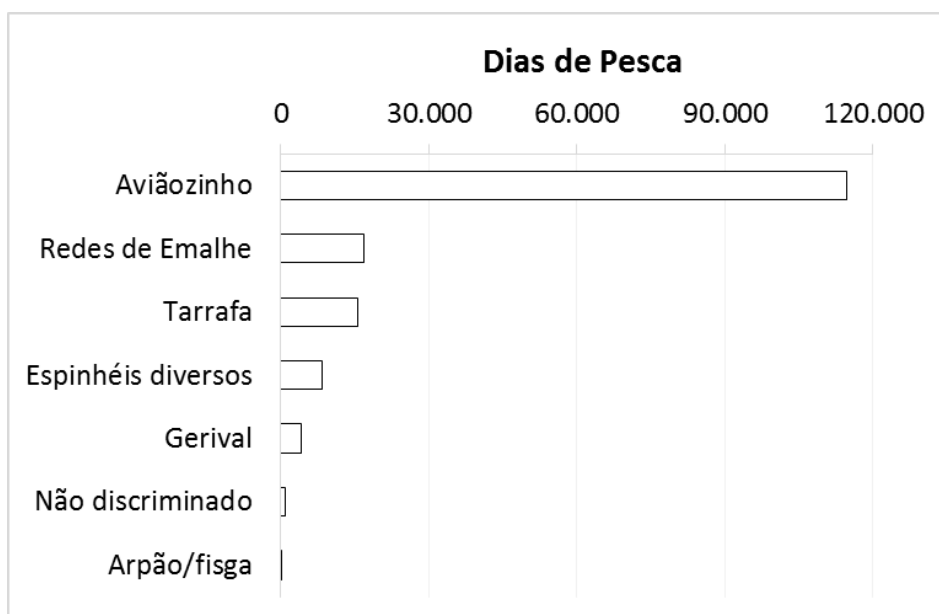 Dias de Pesca
0 30.000 60.000 90.000 120.000
Aviãozinho
Redes de Emalhe
Tarrafa
Espinhéis diversos
Gerival
Não discriminado
Arpão/fisga